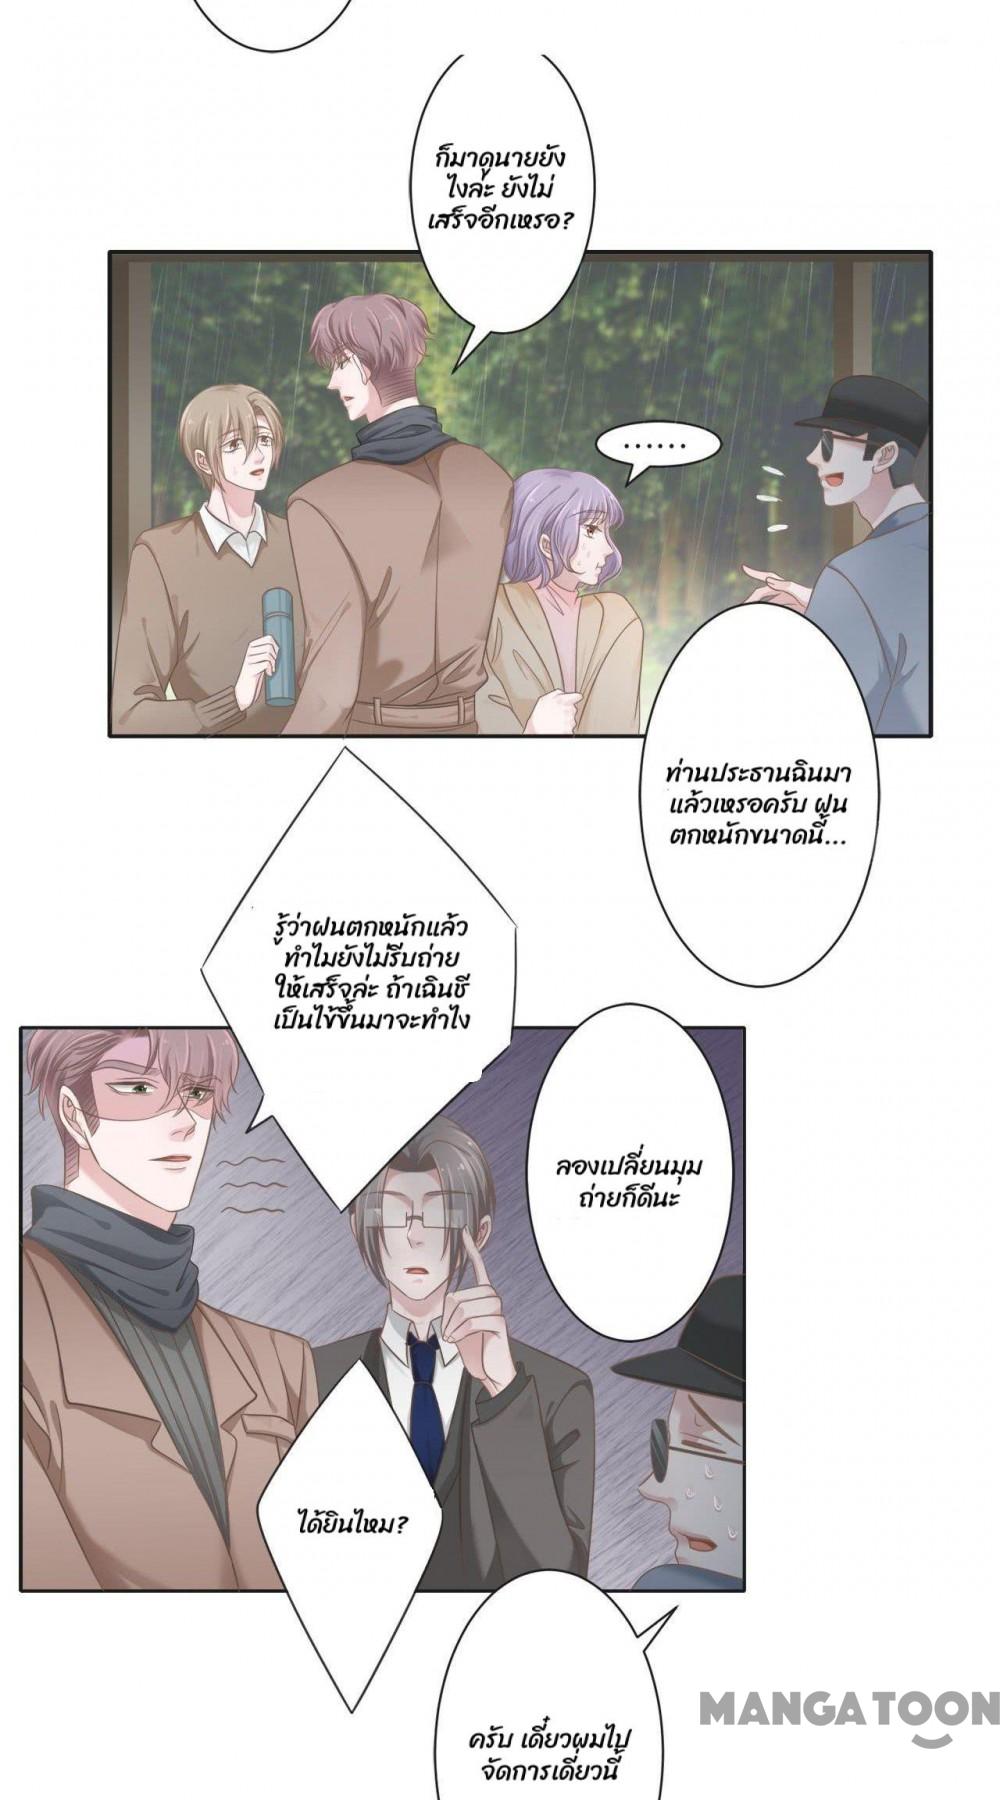 ก็มาดูนายยัง
ไงล่ะ ยังไม่
เสร็จอีกเหรอ?
......
ท่านประธานฉินมา
แล้วเหรอครับ ฝน
ตกหนักขนาดนี้...
รู้ว่าฝนตกหนักแล้ว
ทำไมยังไม่รีบถ่าย
ให้เสร็จล่ะ ถ้าเฉินชี
เป็นไข้ขึ้นมาจะทำไง
ลองเปลี่ยนมุม
ถ่ายก็ดีนะ
ได้ยินไหม?
ครับ เดี๋ยวผมไป
จัดการเดี๋ยวนี้
MANGATOON